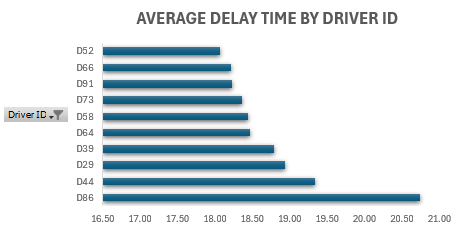 AVERAGE DELAY TIME BY DRIVER ID
D52
D66
D91
D73
Driver ID
D58
D64
D39
D29
D44
D86
16.50 17.00 17.50 18.00 18.50 19.00 19.50 20.00 20.50 21.00